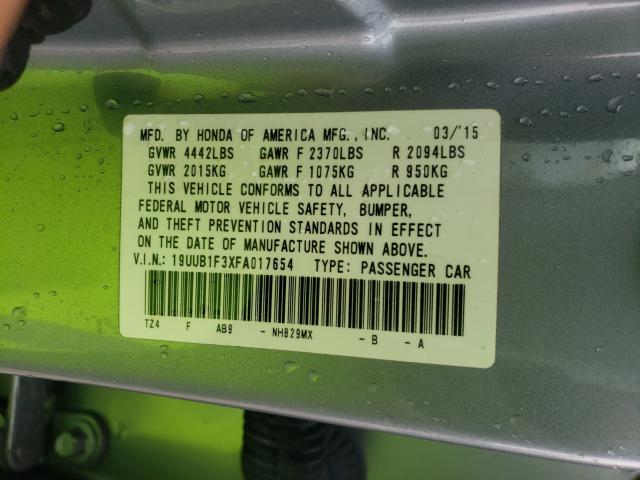 MFD. BY HONDA OF AMERICA MFG., INC. 03/'15
GVWR 4442LBS GAWR F 2370LBS R 2094LBS
GVWR 2015KG GAWR F 1075KG R 950KG
THIS VEHICLE CONFORMS TO ALL APPLICABLE
FEDERAL MOTOR VEHICLE SAFETY, BUMPER,
AND THEFT PREVENTION STANDARDS IN EFFECT
ON THE DATE OF MANUFACTURE SHOWN ABOVE.
V.I.N.: 19UUB1F3XFA017654 TYPE: PASSENGER CAR
TZ4 F AB9 - NH829MX - B - A